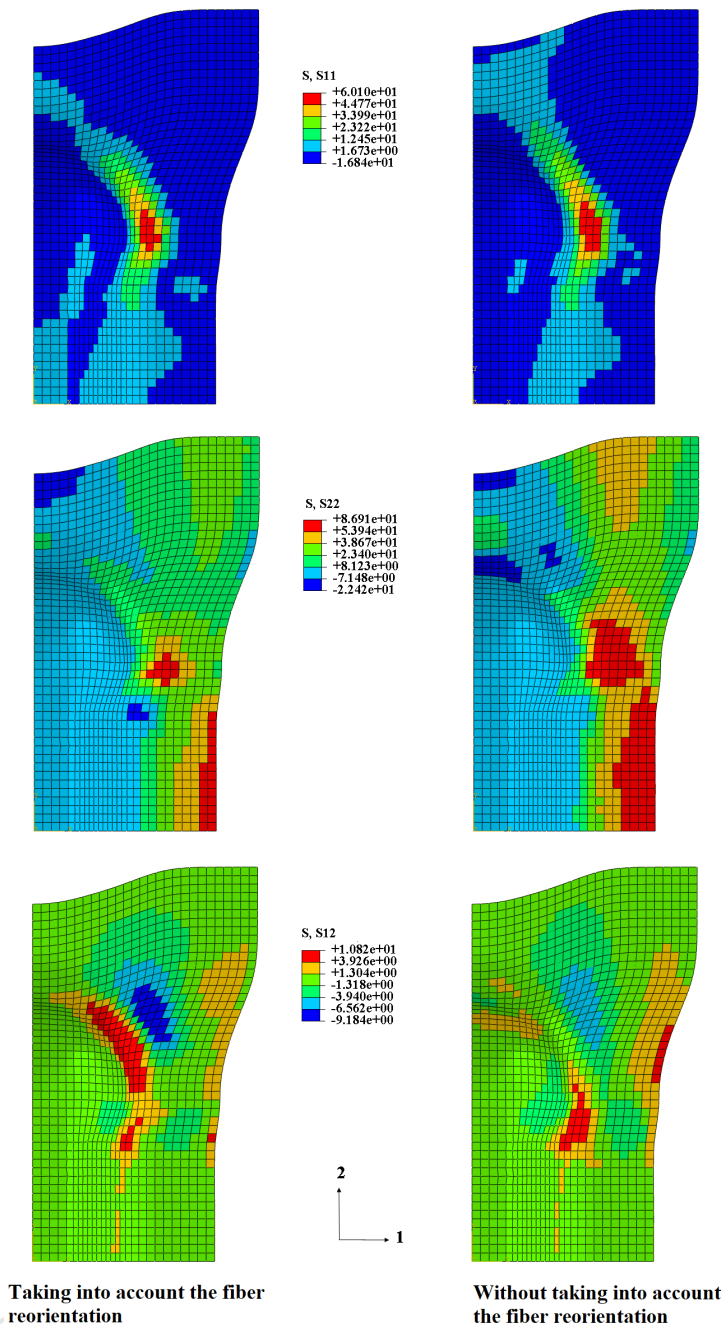 S, S11
+6.010e+01
+4.477e+01
+3.399e+01
+2.322e+01
+1.245e+01
+1.673e+00
-1.684e+01
Y
X
X
Y
X
X
S, S22
+8.691e+01
+5.394e+01
+3.867e+01
+2.340e+01
+8.123e+00
-7.148e+00
-2.242e+01
S, S12
+1.082e+01
+3.926e+00
+1.304e+00
-1.318e+00
-3.940e+00
-6.562e+00
-9.184e+00
2
1
Taking into account the fiber
reorientation
Without taking into account
the fiber reorientation